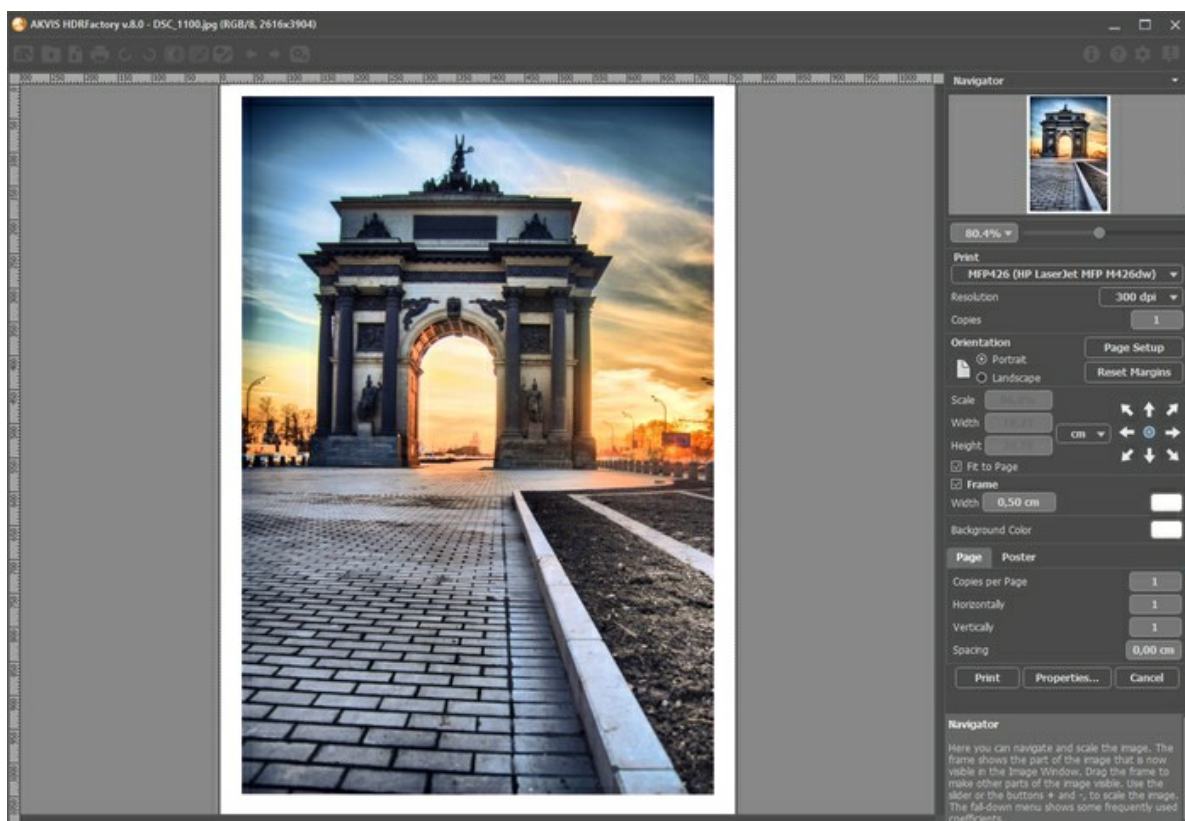 AKVIS HDRFactory v.8.0 - DSC_1100.jpg (RGB/8, 2616x3904)
Navigator
80.4%
Print
MFP426 (HP LaserJet MFP M426dw)
Resolution 300 dpi
Copies 1
Orientation
Page Setup
Portrait
Landscape
Reset Margins
Scale
Width
cm
Height
Fit to Page
Frame
Width 0,50 cm
Background Color
Page Poster
Copies per Page 1
Horizontally 1
Vertically 1
Spacing 0,00 cm
Print Properties... Cancel
Navigator
Here you can navigate and scale the image. The
frame shows the part of the image that is now
visible in the Image Window. Drag the frame to
make other parts of the image visible. Use the
slider or the buttons + and -, to scale the image.
The fall-down menu shows some frequently used
coefficients.